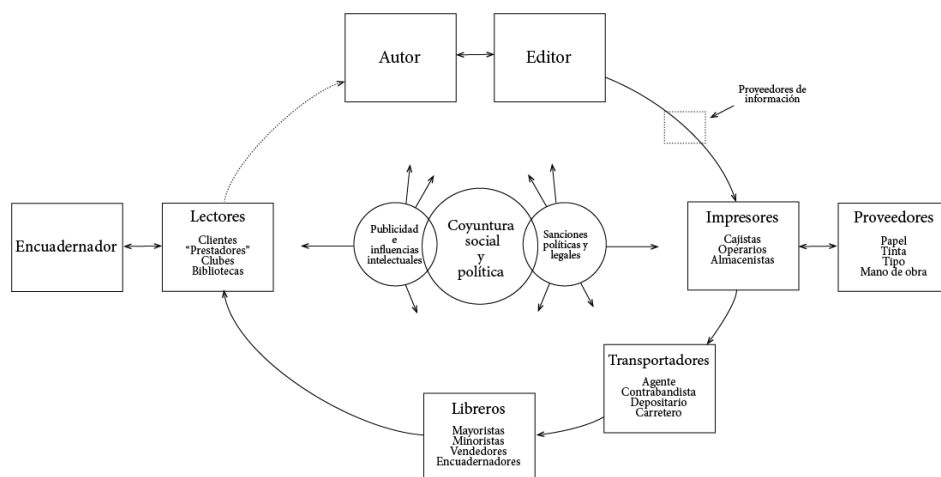 Autor
Editor
Proveedores de
información
Lectores
Clientes
“Prestadores”
Clubes
Bibliotecas
Encuadernador
Publicidad
e
influencias
intelectuales
Coyuntura
social
y
política
Sanciones
políticas y
legales
Impresores
Cajistas
Operarios
Almacenistas
Proveedores
Papel
Tinta
Tipo
Mano de obra
Transportadores
Agente
Contrabandista
Depositario
Carretero
Libreros
Mayoristas
Minoristas
Vendedores
Encuadernadores